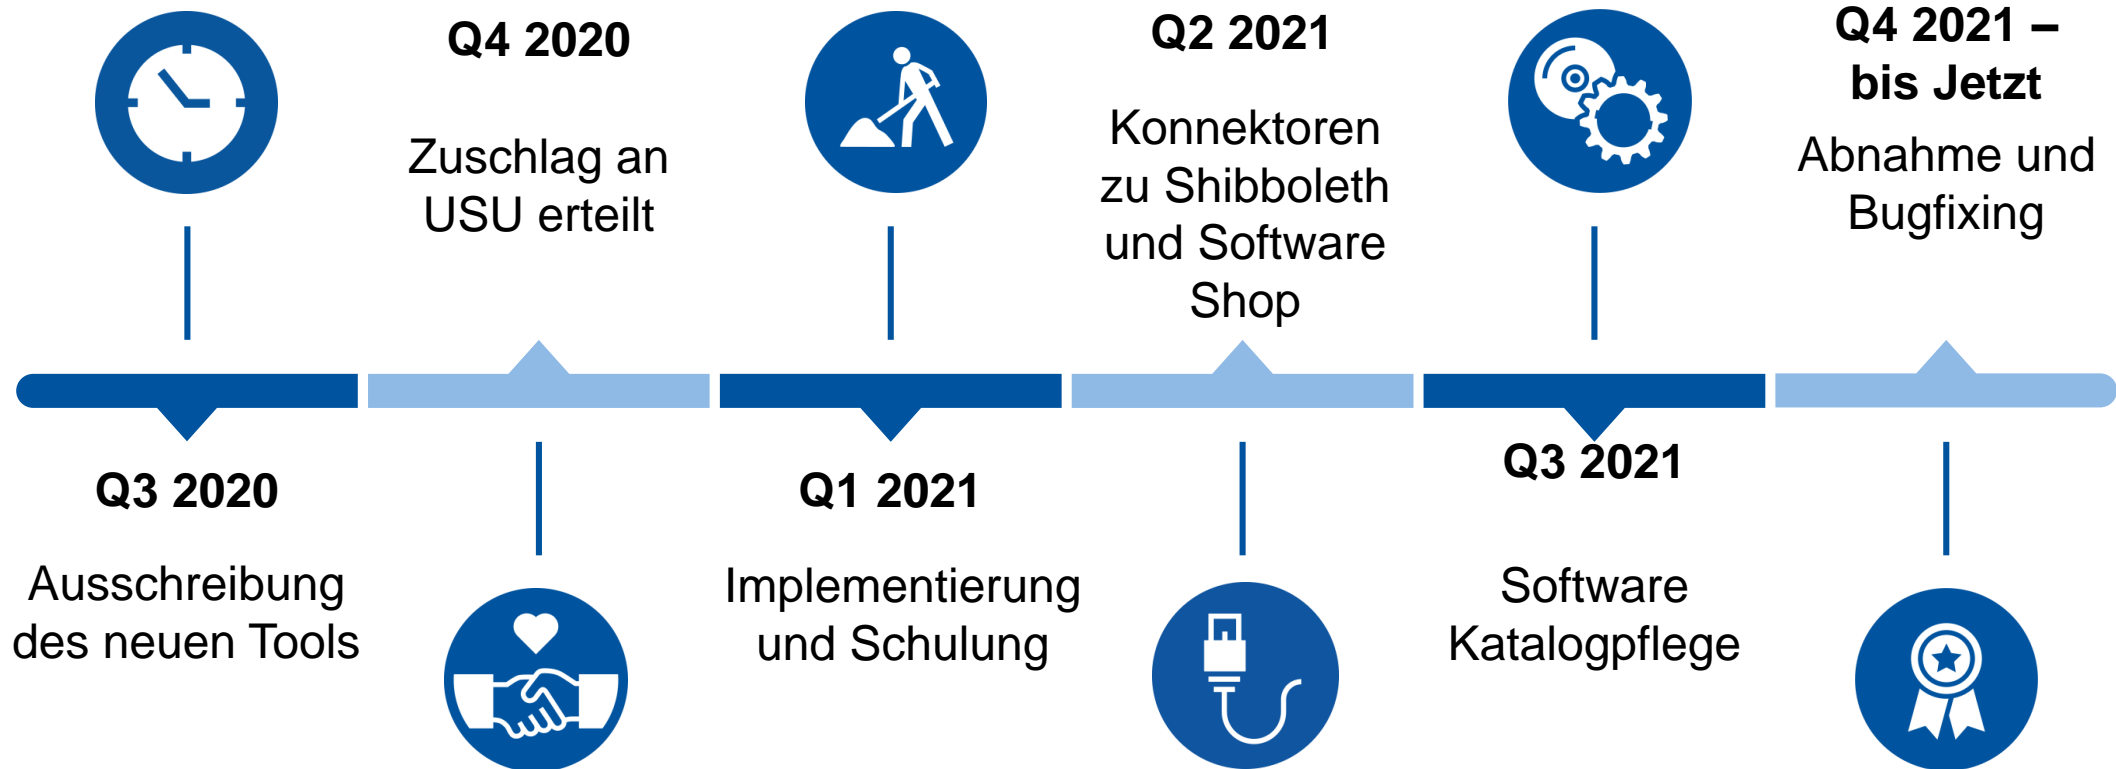 Q3 2020
Ausschreibung
des neuen Tools
Q4 2020
Zuschlag an
USU erteilt
Q1 2021
Implementierung
und Schulung
Q2 2021
Konnektoren
zu Shibboleth
und Software
Shop
Q3 2021
Software
Katalogpflege
Q4 2021 –
bis Jetzt
Abnahme und
Bugfixing